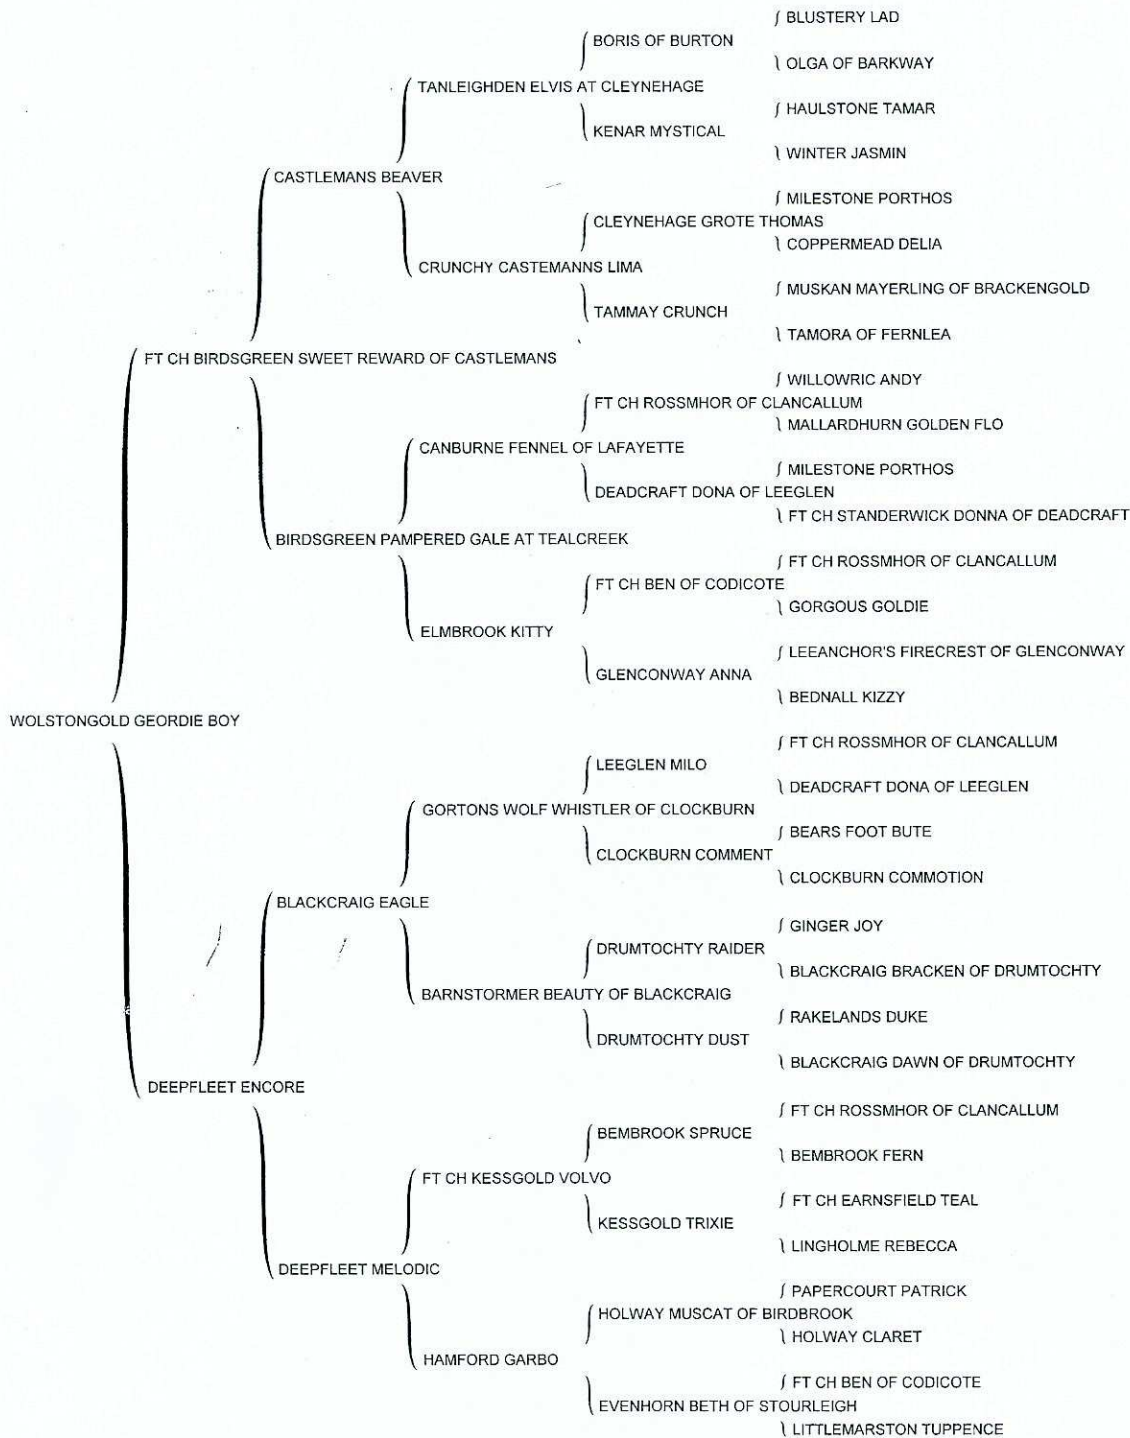 BLUSTERY LAD
BORIS OF BURTON
OLGA OF BARKWAY
TANLEIGHDEN ELVIS AT CLEYNEHAGE
HAULSTONE TAMAR
KENAR MYSTICAL
WINTER JASMIN
CASTLEMANS BEAVER
MILESTONE PORTHOS
CLEYNEHAGE GROTE THOMAS
COPPERMEAD DELIA
CRUNCHY CASTEMANNS LIMA
MUSKAN MAYERLING OF BRACKENGOLD
TAMMAY CRUNCH
TAMORA OF FERNLEA
FT CH BIRDSGREEN SWEET REWARD OF CASTLEMANS
WILLOWRIC ANDY
FT CH ROSSMHOR OF CLANCALLUM
MALLARDHURN GOLDEN FLO
CANBURNE FENNEL OF LAFAYETTE
MILESTONE PORTHOS
DEADCRAFT DONA OF LEEGLEN
FT CH STANDERWICK DONNA OF DEADCRAFT
BIRDSGREEN PAMPERED GALE AT TEALCREEK
FT CH ROSSMHOR OF CLANCALLUM
FT CH BEN OF CODICOTE
GORGOUS GOLDIE
ELMBROOK KITTY
LEEANCHOR'S FIRECREST OF GLENCONWAY
GLENCONWAY ANNA
BEDNALL KIZZY
WOLSTONGOLD GEORDIE BOY
FT CH ROSSMHOR OF CLANCALLUM
LEEGLEN MILO
DEADCRAFT DONA OF LEEGLEN
GORTONS WOLF WHISTLER OF CLOCKBURN
BEARS FOOT BUTE
CLOCKBURN COMMENT
CLOCKBURN COMMOTION
BLACKCRAIG EAGLE
GINGER JOY
DRUMTOCHTY RAIDER
BLACKCRAIG BRACKEN OF DRUMTOCHTY
BARNSTORMER BEAUTY OF BLACKCRAIG
RAKELANDS DUKE
DRUMTOCHTY DUST
BLACKCRAIG DAWN OF DRUMTOCHTY
DEEPFLEET ENCORE
FT CH ROSSMHOR OF CLANCALLUM
BEMBROOK SPRUCE
BEMBROOK FERN
FT CH KESSGOLD VOLVO
FT CH EARNSFIELD TEAL
KESSGOLD TRIXIE
LINGHOLME REBECCA
DEEPFLEET MELODIC
PAPERCOURT PATRICK
HOLWAY MUSCAT OF BIRDBROOK
HOLWAY CLARET
HAMFORD GARBO
FT CH BEN OF CODICOTE
EVENHORN BETH OF STOURLEIGH
LITTLEMARSTON TUPPENCE